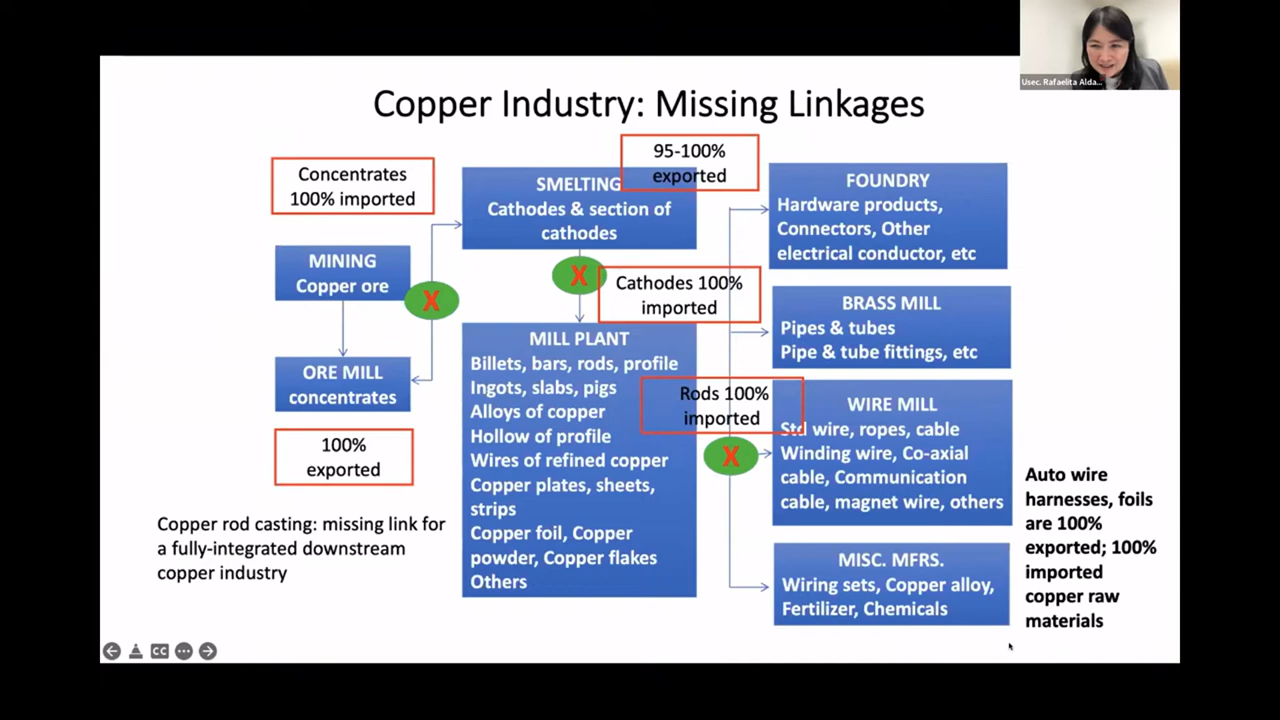 Usec. Rafaelita Alda...
Copper Industry: Missing Linkages
Concentrates
100% imported
MINING
Copper ore
X
ORE MILL
concentrates
100%
exported
Copper rod casting: missing link for
a fully-integrated downstream
copper industry
95-100%
exported
SMELTING
Cathodes & section of
cathodes
X
Cathodes 100%
imported
MILL PLANT
Billets, bars, rods, profile
Ingots, slabs, pigs
Alloys of copper
Hollow of profile
Wires of refined copper
Copper plates, sheets,
strips
Copper foil, Copper
powder, Copper flakes
Others
Rods 100%
imported
X
FOUNDRY
Hardware products,
Connectors, Other
electrical conductor, etc
BRASS MILL
Pipes & tubes
Pipe & tube fittings, etc
WIRE MILL
Std wire, ropes, cable
Winding wire, Co-axial
cable, Communication
cable, magnet wire, others
MISC. MFRS.
Wiring sets, Copper alloy,
Fertilizer, Chemicals
Auto wire
harnesses, foils
are 100%
exported; 100%
imported
copper raw
materials
CC